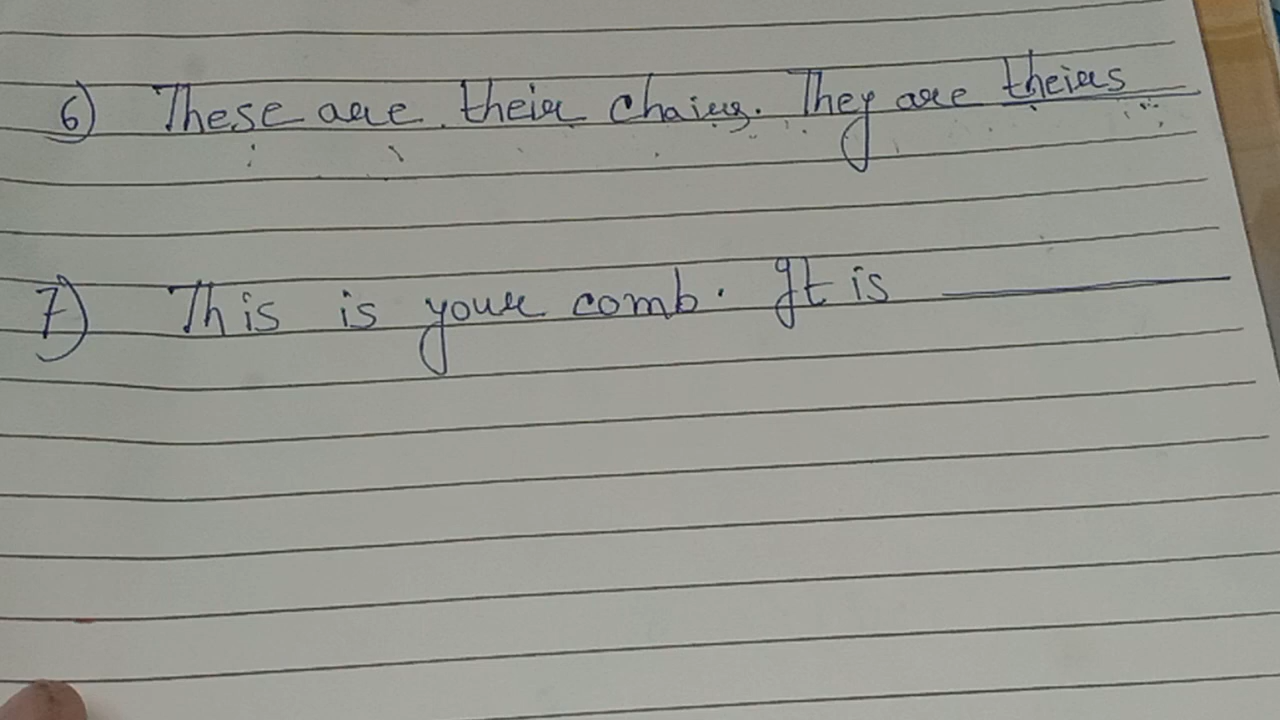 6) These are their chairs. They are theirs
7) This is your comb. It is